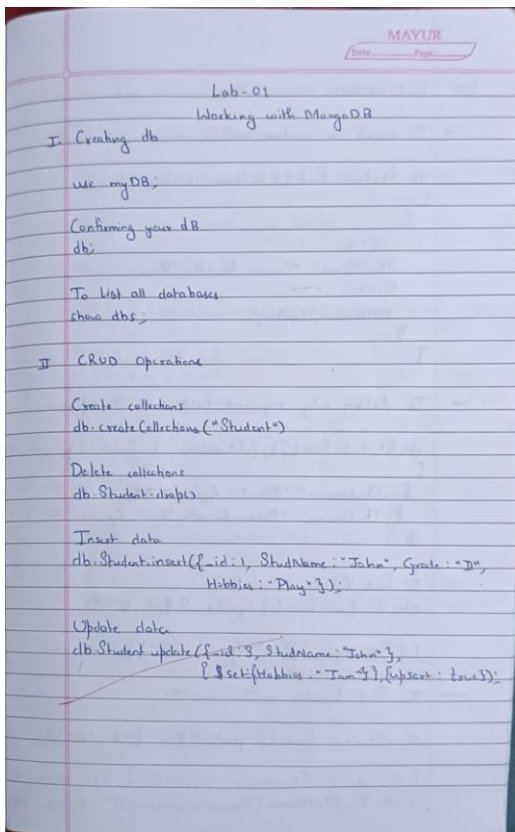 MAYUR
Date Page
Lab-01
Working with MongoDB
I. Creating db
use myDB;
Confirming your dB
db;
To List all databases
show dbs;
II CRUD Operations
Create collections
db.createCollections("Student")
Delete collections
db.Student.drop()
Insert data
db.Student.insert({_id:1, StudName:"John", Grade:"D",
Hobbies:"Play"});
Update data
db.Student.update({_id:3, StudName:"John"},
{$set:{Hobbies:"Jam"}},{upsert:true});